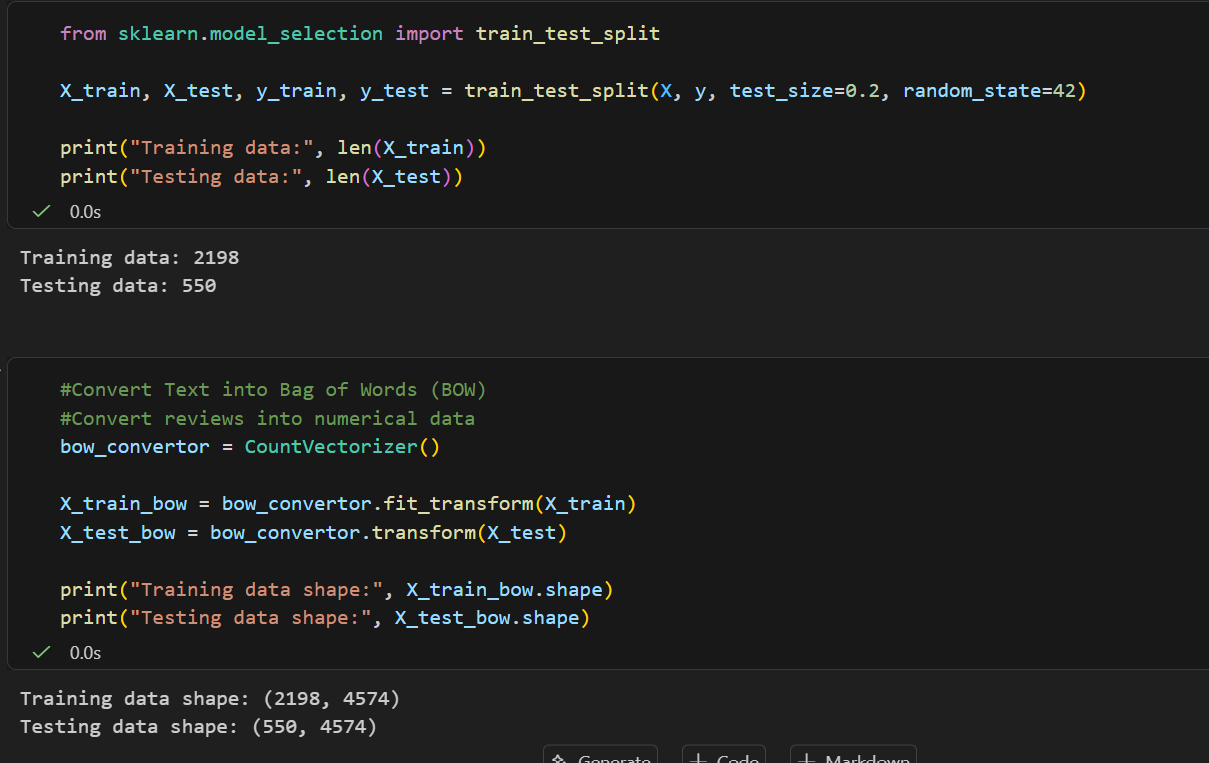 from sklearn.model_selection import train_test_split
X_train, X_test, y_train, y_test = train_test_split(X, y, test_size=0.2, random_state=42)
print("Training data:", len(X_train))
print("Testing data:", len(X_test))
0.0s
Training data: 2198
Testing data: 550
#Convert Text into Bag of Words (BOW)
#Convert reviews into numerical data
bow_convertor = CountVectorizer()
X_train_bow = bow_convertor.fit_transform(X_train)
X_test_bow = bow_convertor.transform(X_test)
print("Training data shape:", X_train_bow.shape)
print("Testing data shape:", X_test_bow.shape)
0.0s
Training data shape: (2198, 4574)
Testing data shape: (550, 4574)
Generate + Code + Markdown